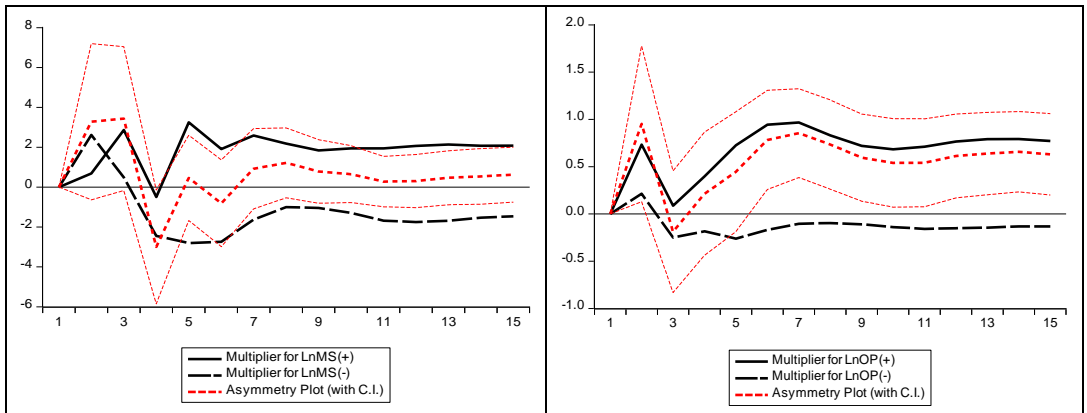 8
6
4
2
0
-2
-4
-6
1 3 5 7 9 11 13 15
Multiplier for LnMS(+)
Multiplier for LnMS(-)
Asymmetry Plot (with C.I.)
2.0
1.5
1.0
0.5
0.0
-0.5
-1.0
1 3 5 7 9 11 13 15
Multiplier for LnOP(+)
Multiplier for LnOP(-)
Asymmetry Plot (with C.I.)